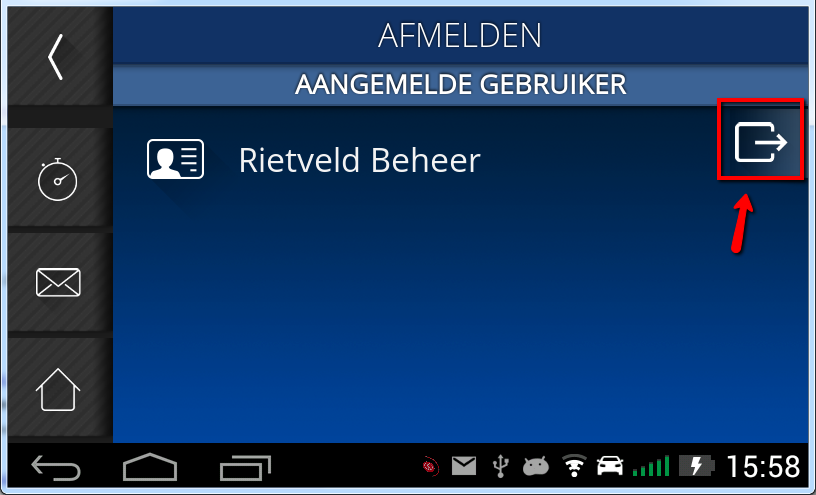 AFMELDEN
AANGEMELDE GEBRUIKER
Rietveld Beheer
15:58